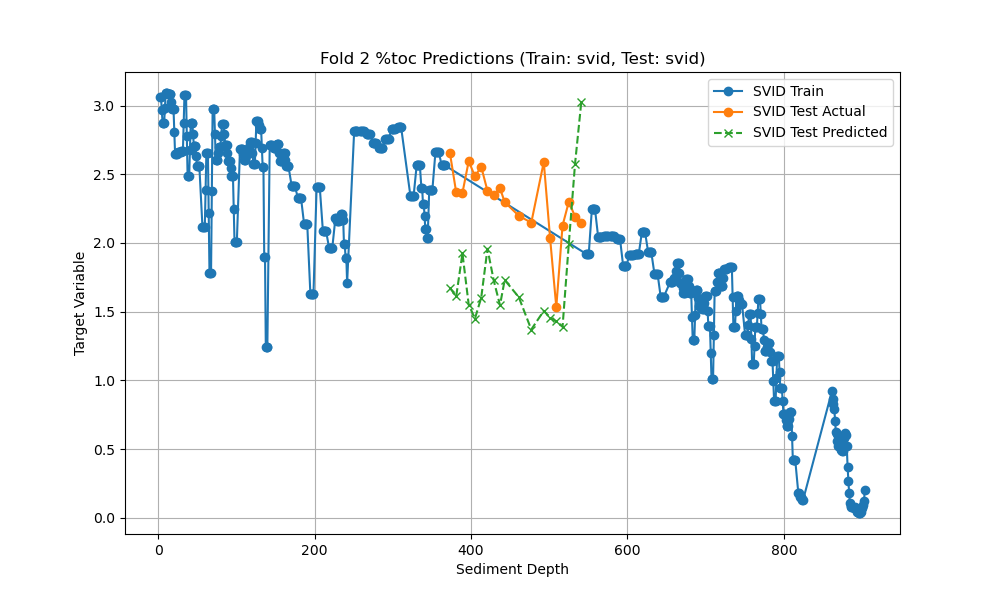 Fold 2 %toc Predictions (Train: svid, Test: svid)
SVID Train
SVID Test Actual
SVID Test Predicted
Target Variable
3.0
2.5
2.0
1.5
1.0
0.5
0.0
0
200
400
600
800
Sediment Depth